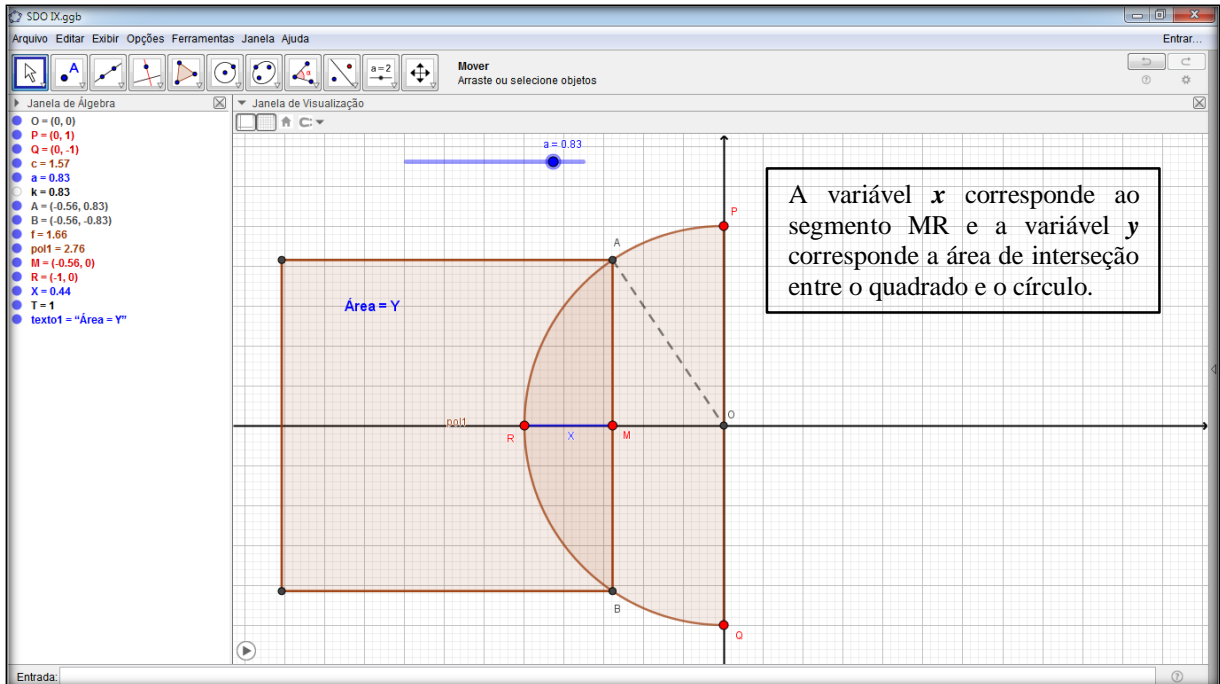 SDO IX.ggb
Arquivo Editar Exibir Opções Ferramentas Janela Ajuda
Entrar...
A
α
a=2
Mover
Arraste ou selecione objetos
Janela de Álgebra
Janela de Visualização
O = (0, 0)
P = (0, 1)
Q = (0, -1)
c = 1.57
a = 0.83
k = 0.83
A = (-0.56, 0.83)
B = (-0.56, -0.83)
f = 1.66
pol1 = 2.76
M = (-0.56, 0)
R = (-1, 0)
X = 0.44
T = 1
texto1 = “Área = Y”
a = 0.83
A variável x corresponde ao
segmento MR e a variável y
corresponde a área de interseção
entre o quadrado e o círculo.
P
A
Área = Y
pol1
O
R
X
M
B
Q
Entrada: